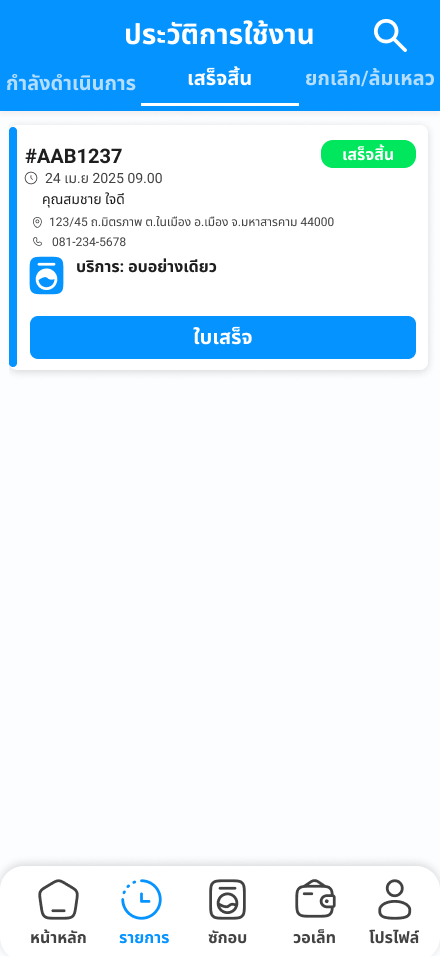 ประวัติการใช้งาน
กำลังดำเนินการ
เสร็จสิ้น
ยกเลิก/ล้มเหลว
#AAB1237
เสร็จสิ้น
24 เม.ย 2025 09.00
คุณสมชาย ใจดี
123/45 ถ.มิตรภาพ ต.ในเมือง อ.เมือง จ.มหาสารคาม 44000
081-234-5678
บริการ: อบอย่างเดียว
ใบเสร็จ
หน้าหลัก
รายการ
ซักอบ
วอเล็ท
โปรไฟล์